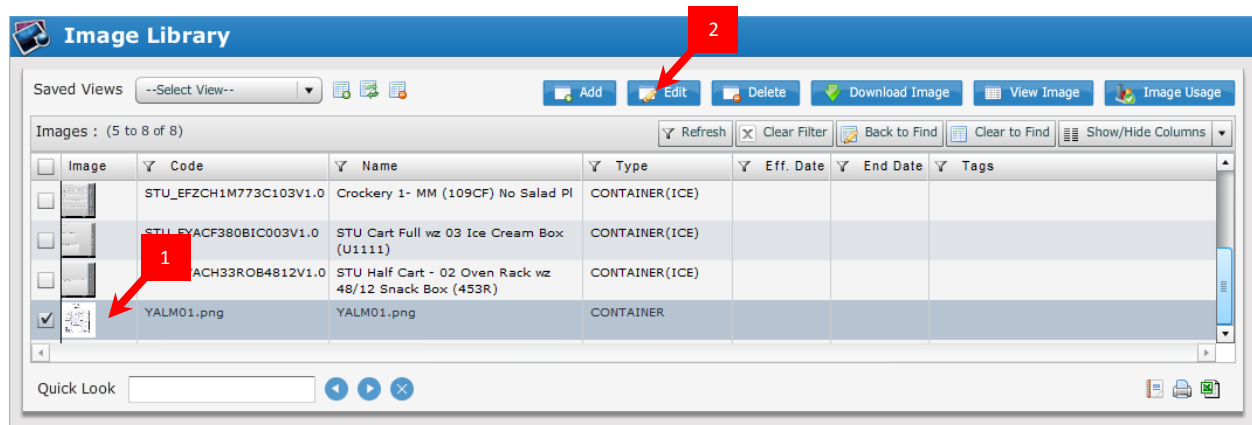 2
Image Library
Saved Views --Select View-- Add Edit Delete Download Image View Image Image Usage
Images : (5 to 8 of 8) Refresh Clear Filter Back to Find Clear to Find Show/Hide Columns
Image Code Name Type Eff. Date End Date Tags
STU_EFZCH1M773C103V1.0 Crockery 1- MM (109CF) No Salad Pl CONTAINER(ICE)
STU_EXACF380BIC003V1.0 STU Cart Full wz 03 Ice Cream Box CONTAINER(ICE)
(U1111)
1
ACH33ROB4812V1.0 STU Half Cart - 02 Oven Rack wz CONTAINER(ICE)
48/12 Snack Box (453R)
YALM01.png YALM01.png CONTAINER
Quick Look